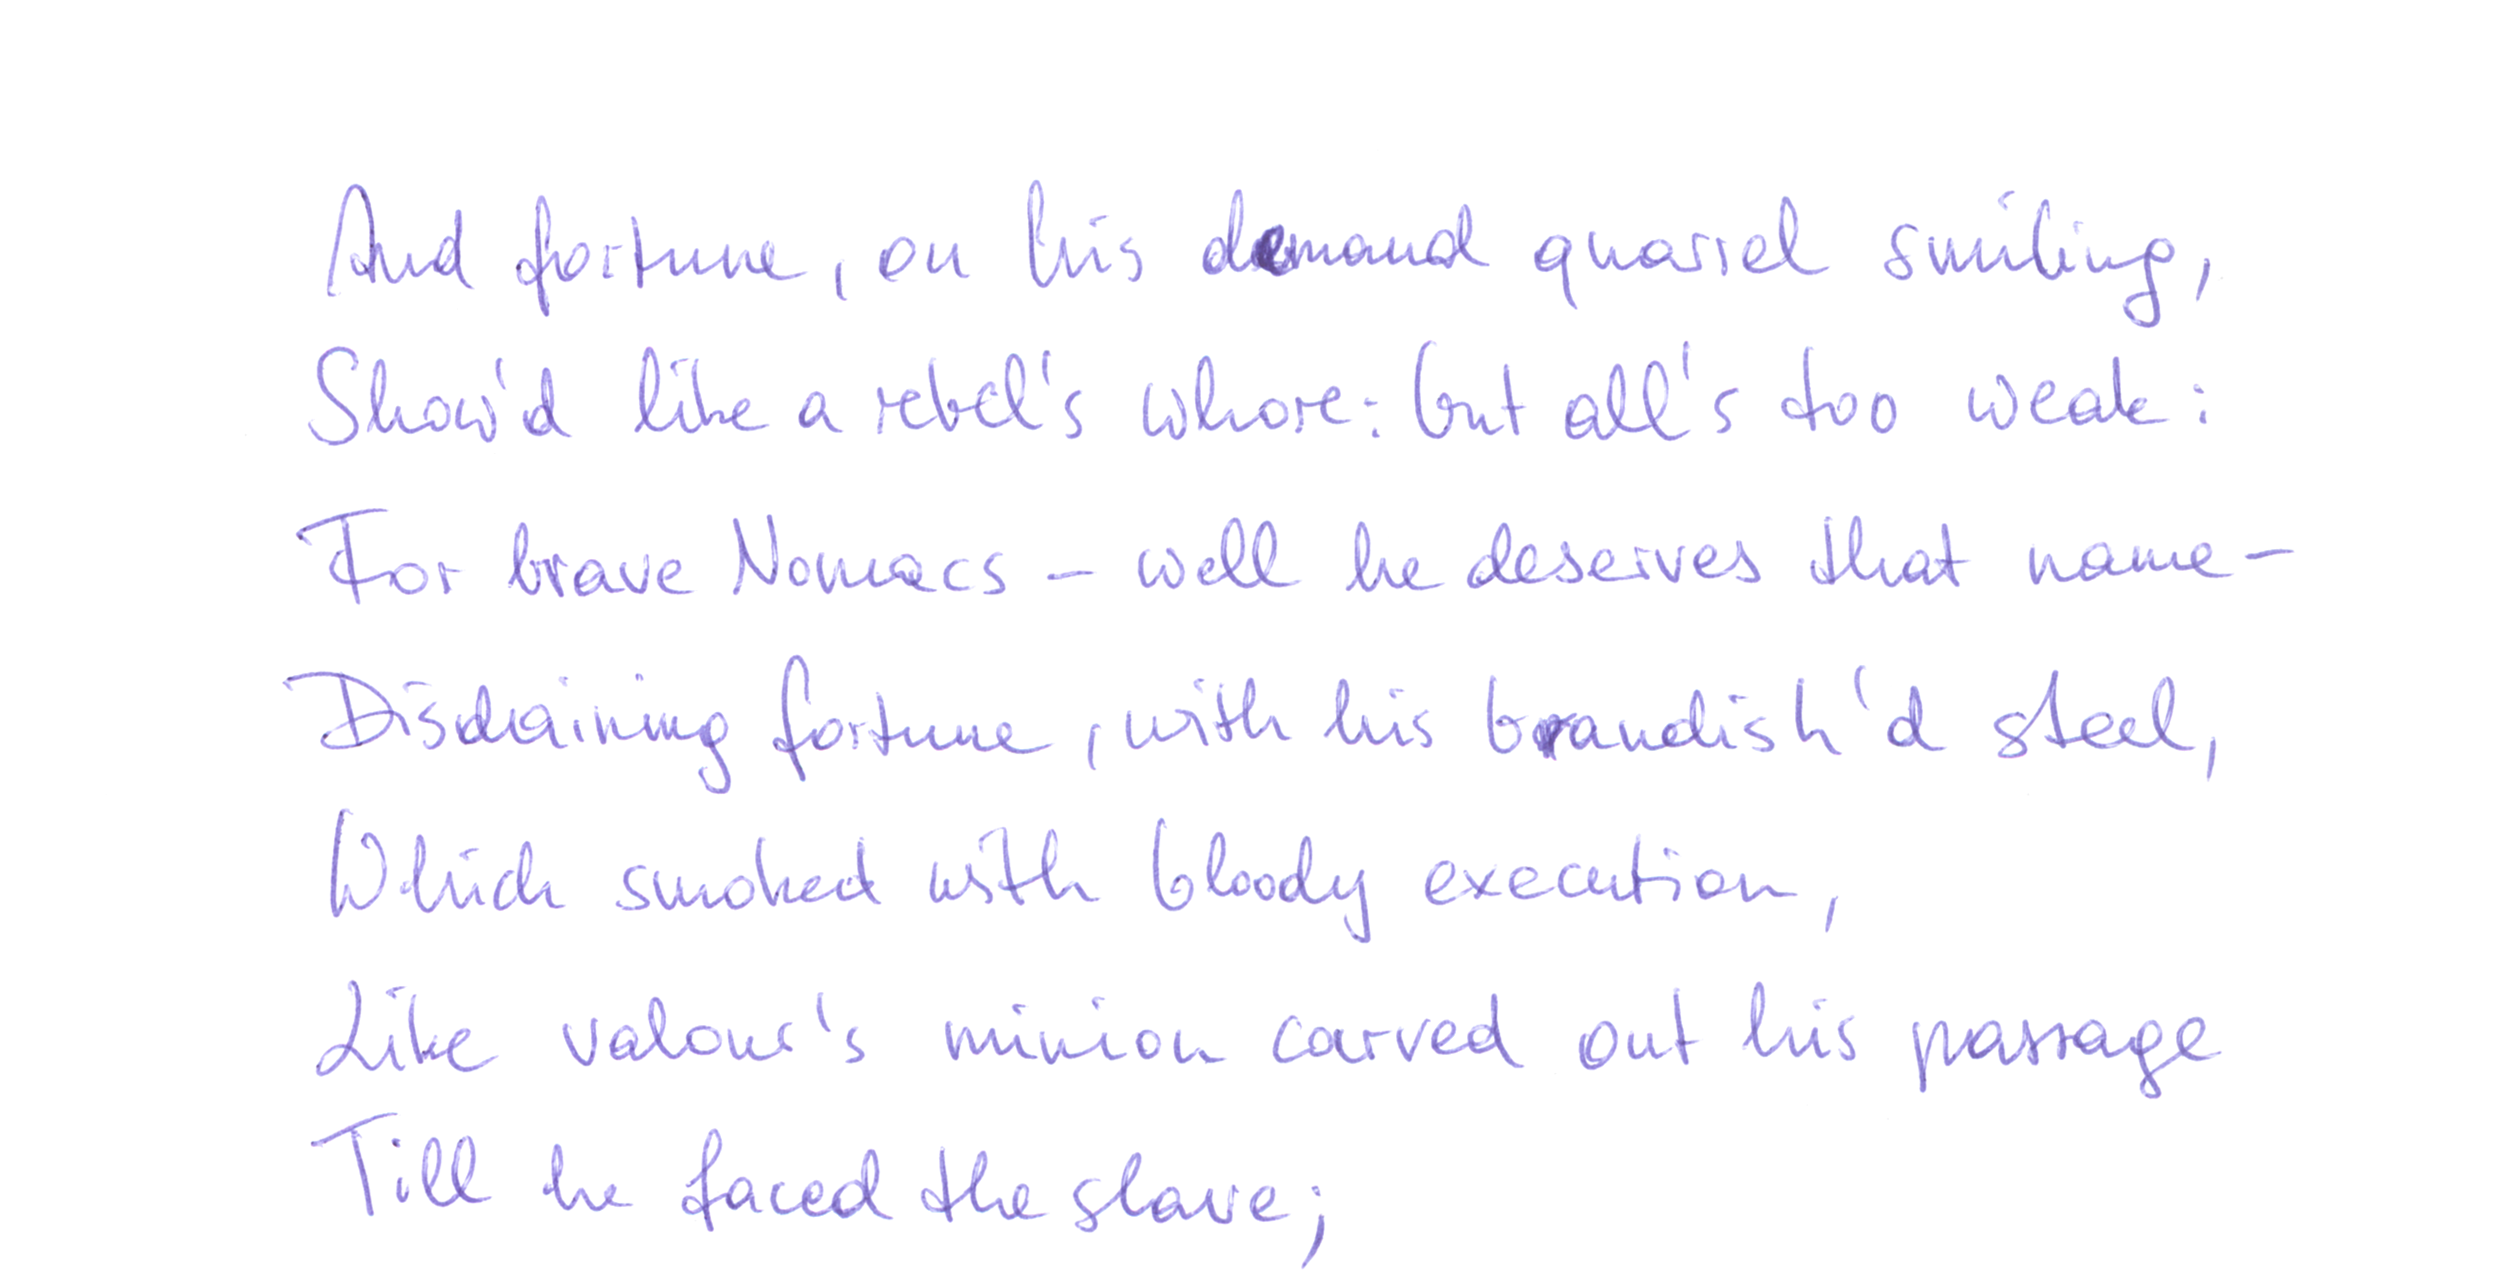 And fortune, on his demand quarrel smiling,
Show'd like a rebel's whore: but all's too weak:
For brave Nomacs - well he deserves that name -
Disdaining fortune, with his brandish'd steel,
Which smoked with bloody execution,
Like valour's minion carved out his passage
Till he faced the slave;